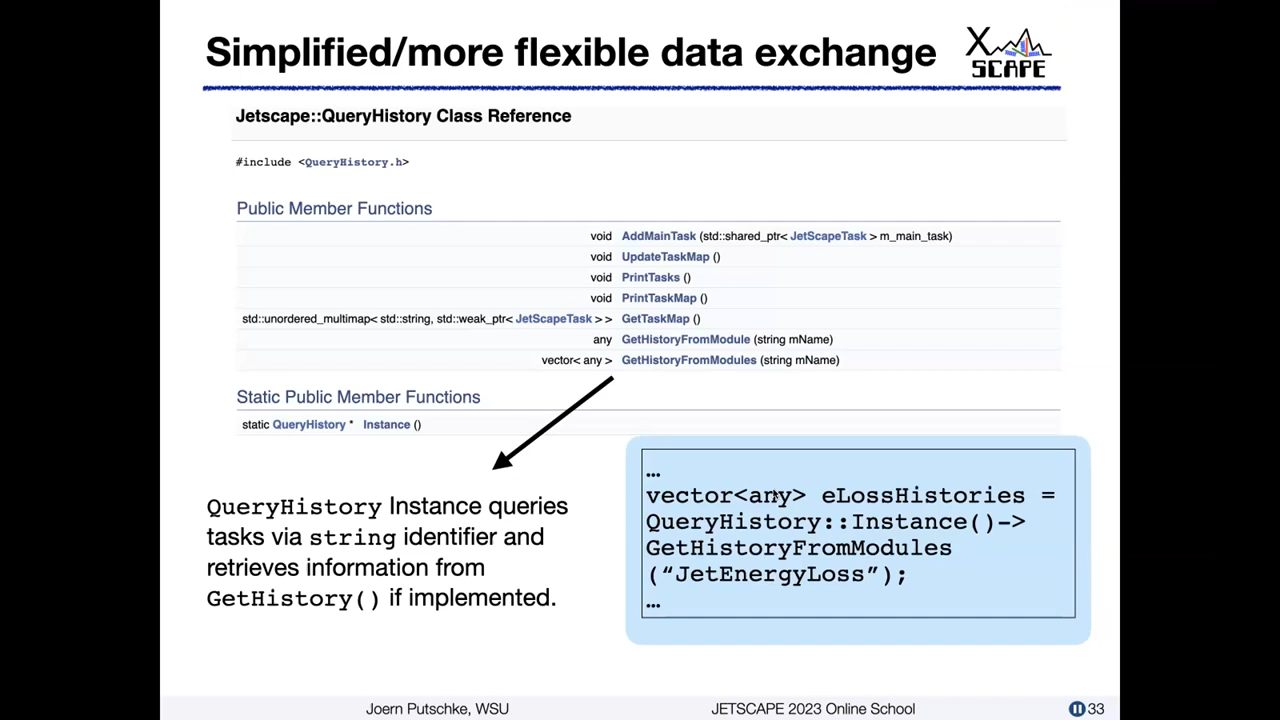 Simplified/more flexible data exchange
X
SCAPE
Jetscape::QueryHistory Class Reference
#include <QueryHistory.h>
Public Member Functions
void AddMainTask (std::shared_ptr< JetScapeTask > m_main_task)
void UpdateTaskMap ()
void PrintTasks ()
void PrintTaskMap ()
std::unordered_multimap< std::string, std::weak_ptr< JetScapeTask > > GetTaskMap ()
any GetHistoryFromModule (string mName)
vector< any > GetHistoryFromModules (string mName)
Static Public Member Functions
static QueryHistory * Instance ()
QueryHistory Instance queries
tasks via string identifier and
retrieves information from
GetHistory() if implemented.
…
vector<any> eLossHistories =
QueryHistory::Instance()->
GetHistoryFromModules
(“JetEnergyLoss”);
…
Joern Putschke, WSU
JETSCAPE 2023 Online School
33